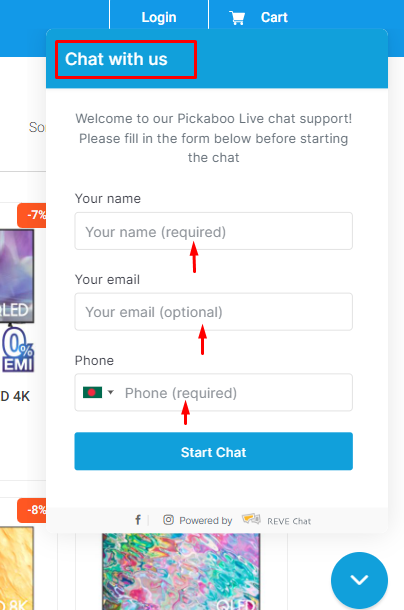 Login
Cart
Chat with us
Welcome to our Pickaboo Live chat support!
Please fill in the form below before starting
the chat
So
-7%
Your name
Your name (required)
QLED
0%
EMI
Your email
Your email (optional)
Phone
D 4K
Phone (required)
Start Chat
-8%
Powered by REVE Chat
D 8K
QLED